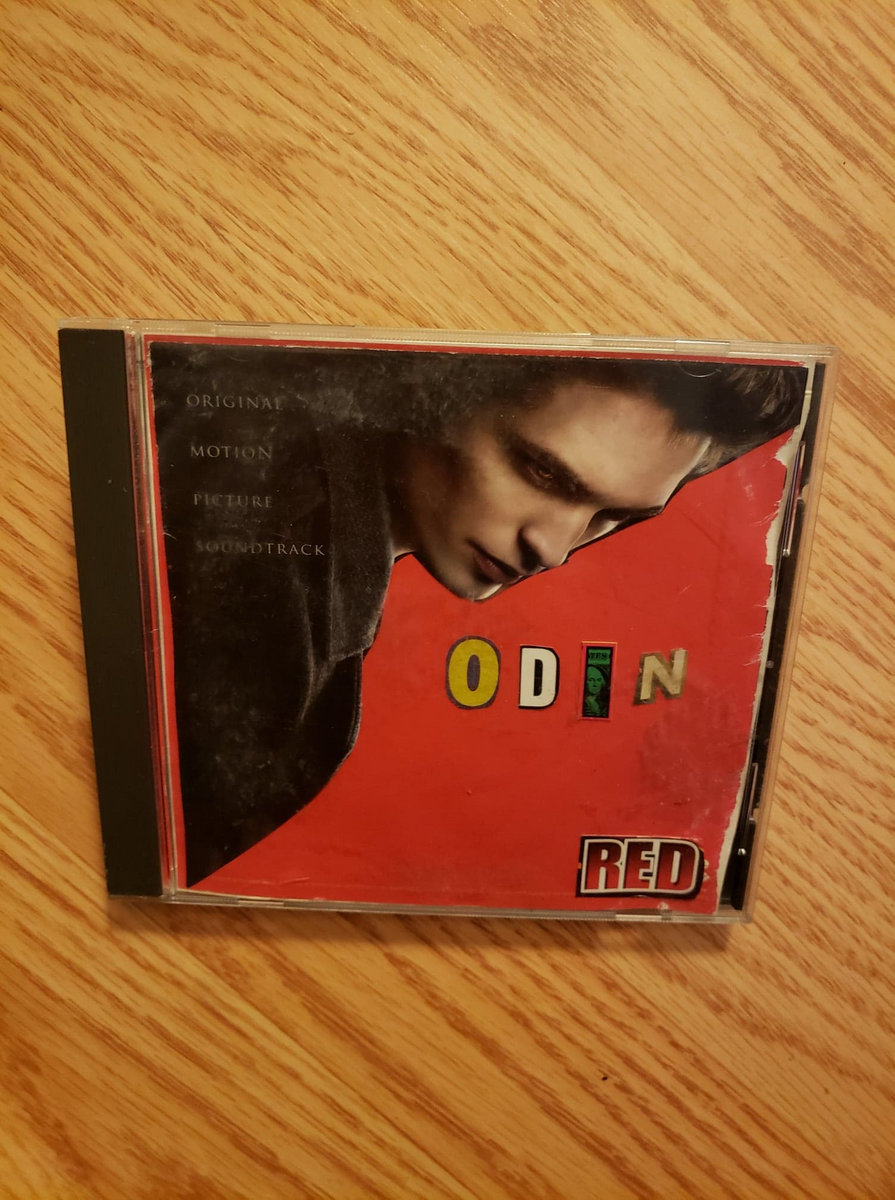 ORIGINAL
MOTION
PICTURE
SOUNDTRACK
ODIN
RED